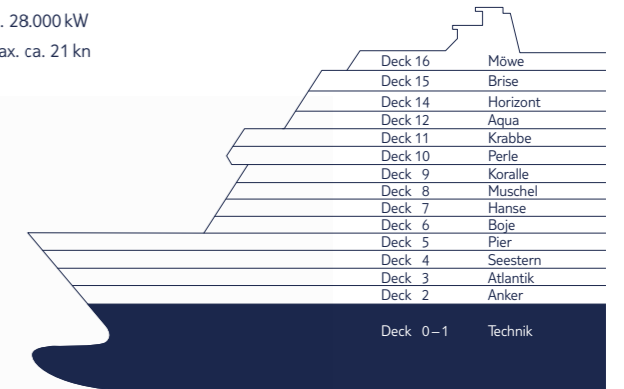 . 28.000 kW
ax. ca. 21 kn
Deck 16 Möwe
Deck 15 Brise
Deck 14 Horizont
Deck 12 Aqua
Deck 11 Krabbe
Deck 10 Perle
Deck 9 Koralle
Deck 8 Muschel
Deck 7 Hanse
Deck 6 Boje
Deck 5 Pier
Deck 4 Seestern
Deck 3 Atlantik
Deck 2 Anker
Deck 0–1 Technik